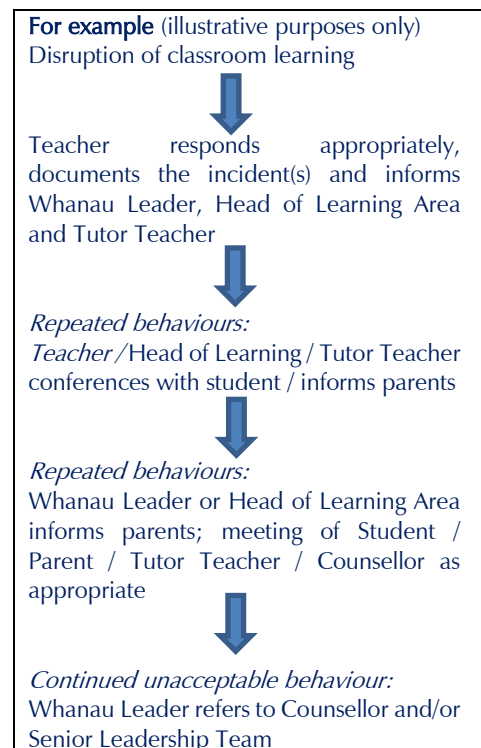 For example (illustrative purposes only)
Disruption of classroom learning
Teacher responds appropriately,
documents the incident(s) and informs
Whanau Leader, Head of Learning Area
and Tutor Teacher
Repeated behaviours:
Teacher / Head of Learning / Tutor Teacher
conferences with student / informs parents
Repeated behaviours:
Whanau Leader or Head of Learning Area
informs parents; meeting of Student /
Parent / Tutor Teacher / Counsellor as
appropriate
Continued unacceptable behaviour:
Whanau Leader refers to Counsellor and/or
Senior Leadership Team